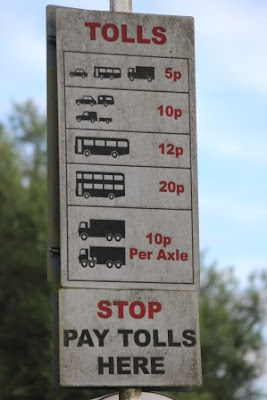 TOLLS
5p
10p
12p
20p
10p
Per Axle
STOP
PAY TOLLS
HERE